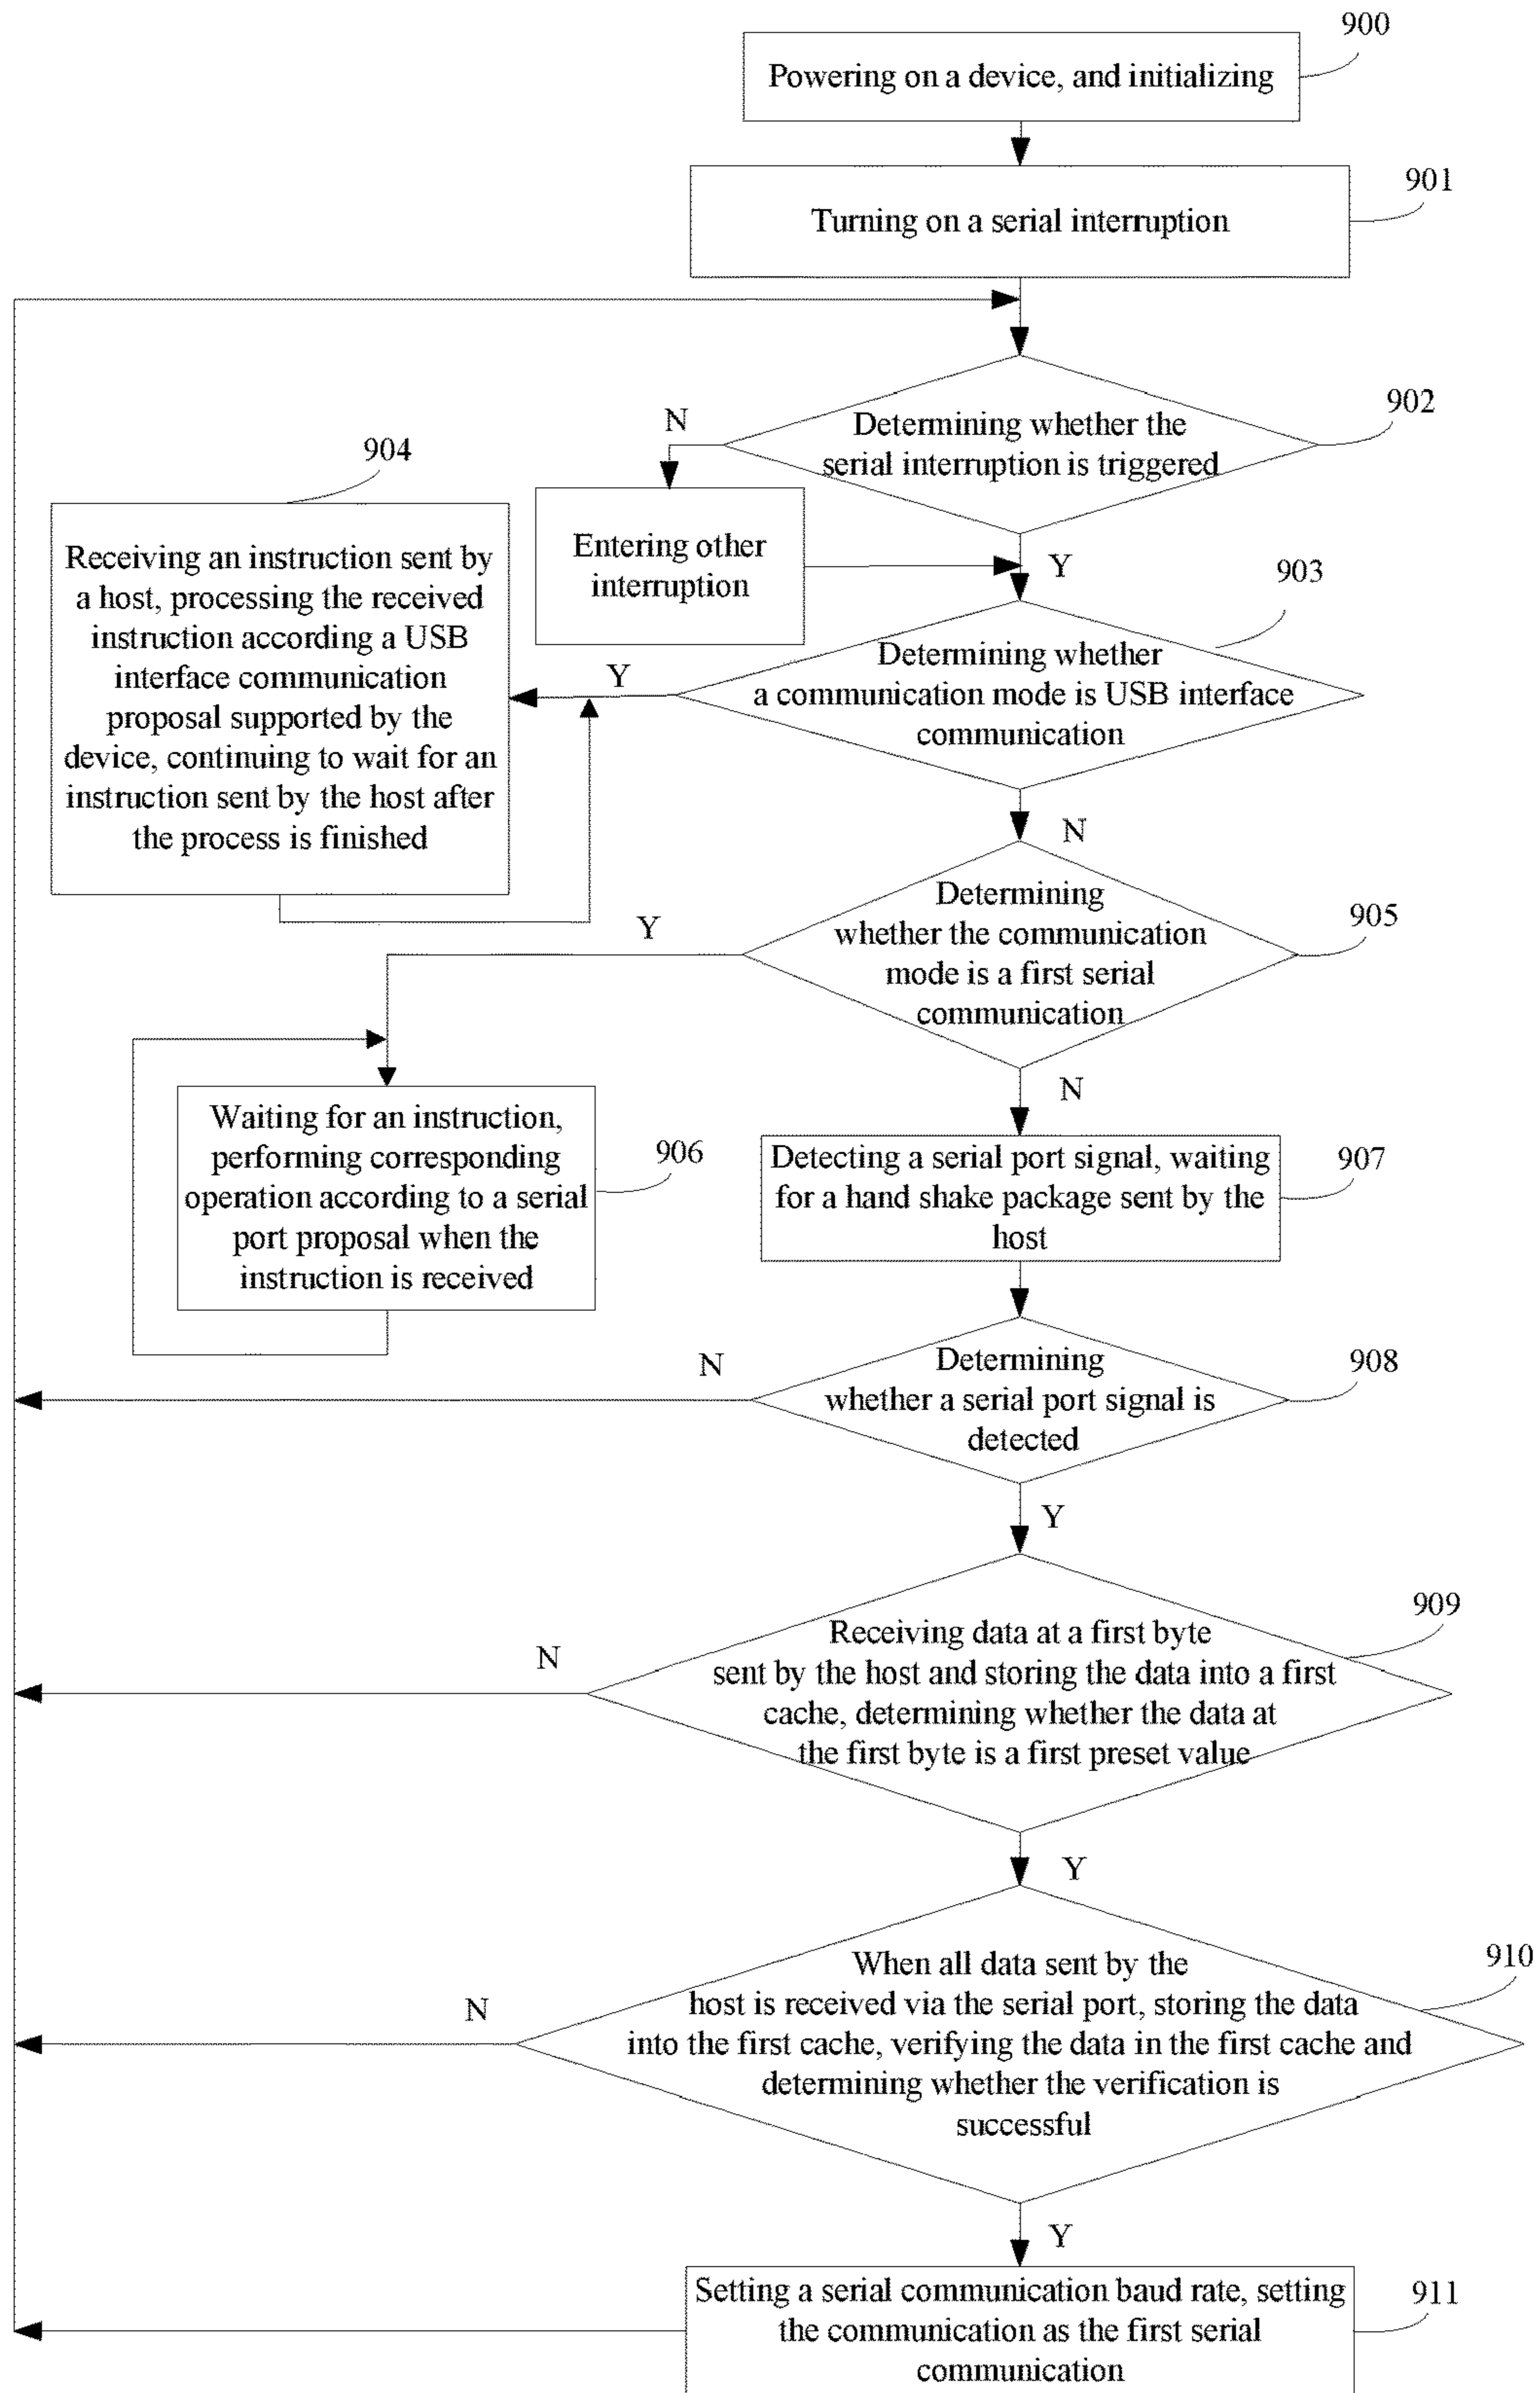 900
Powering on a device, and initializing
901
Turning on a serial interruption
902
Determining whether the
serial interruption is triggered
N
904
Entering other
interruption
Y
903
Receiving an instruction sent by
a host, processing the received
instruction according a USB
interface communication
proposal supported by the
device, continuing to wait for an
instruction sent by the host after
the process is finished
Y
Determining whether
a communication mode is USB interface
communication
N
905
Y
Determining
whether the communication
mode is a first serial
communication
N
Waiting for an instruction,
performing corresponding
operation according to a serial
port proposal when the
instruction is received
906
Detecting a serial port signal, waiting
for a hand shake package sent by the
host
907
N
Determining
whether a serial port signal is
detected
908
Y
909
N
Receiving data at a first byte
sent by the host and storing the data into a first
cache, determining whether the data at
the first byte is a first preset value
Y
910
N
When all data sent by the
host is received via the serial port, storing the data
into the first cache, verifying the data in the first cache and
determining whether the verification is
successful
Y
Setting a serial communication baud rate, setting
the communication as the first serial
communication
911